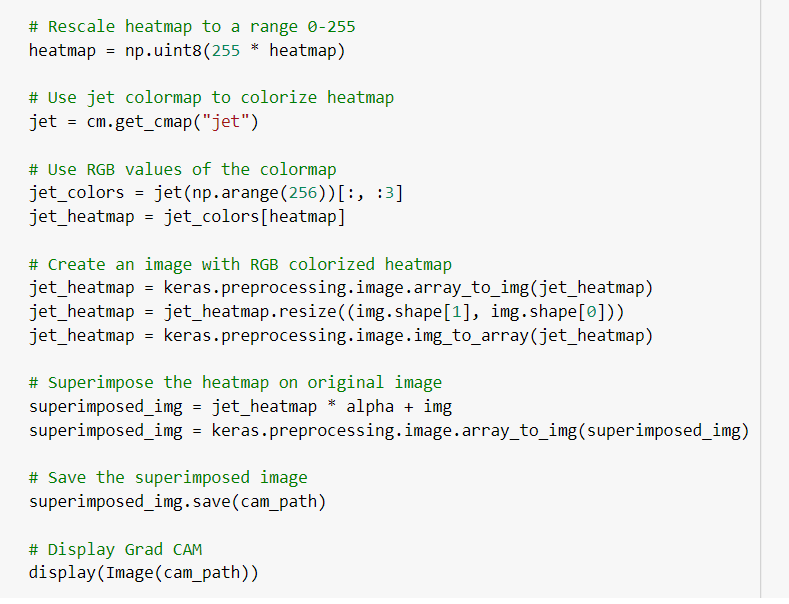 # Rescale heatmap to a range 0-255
heatmap = np.uint8(255 * heatmap)
# Use jet colormap to colorize heatmap
jet = cm.get_cmap("jet")
# Use RGB values of the colormap
jet_colors = jet(np.arange(256))[:, :3]
jet_heatmap = jet_colors[heatmap]
# Create an image with RGB colorized heatmap
jet_heatmap = keras.preprocessing.image.array_to_img(jet_heatmap)
jet_heatmap = jet_heatmap.resize((img.shape[1], img.shape[0]))
jet_heatmap = keras.preprocessing.image.img_to_array(jet_heatmap)
# Superimpose the heatmap on original image
superimposed_img = jet_heatmap * alpha + img
superimposed_img = keras.preprocessing.image.array_to_img(superimposed_img)
# Save the superimposed image
superimposed_img.save(cam_path)
# Display Grad CAM
display(Image(cam_path))